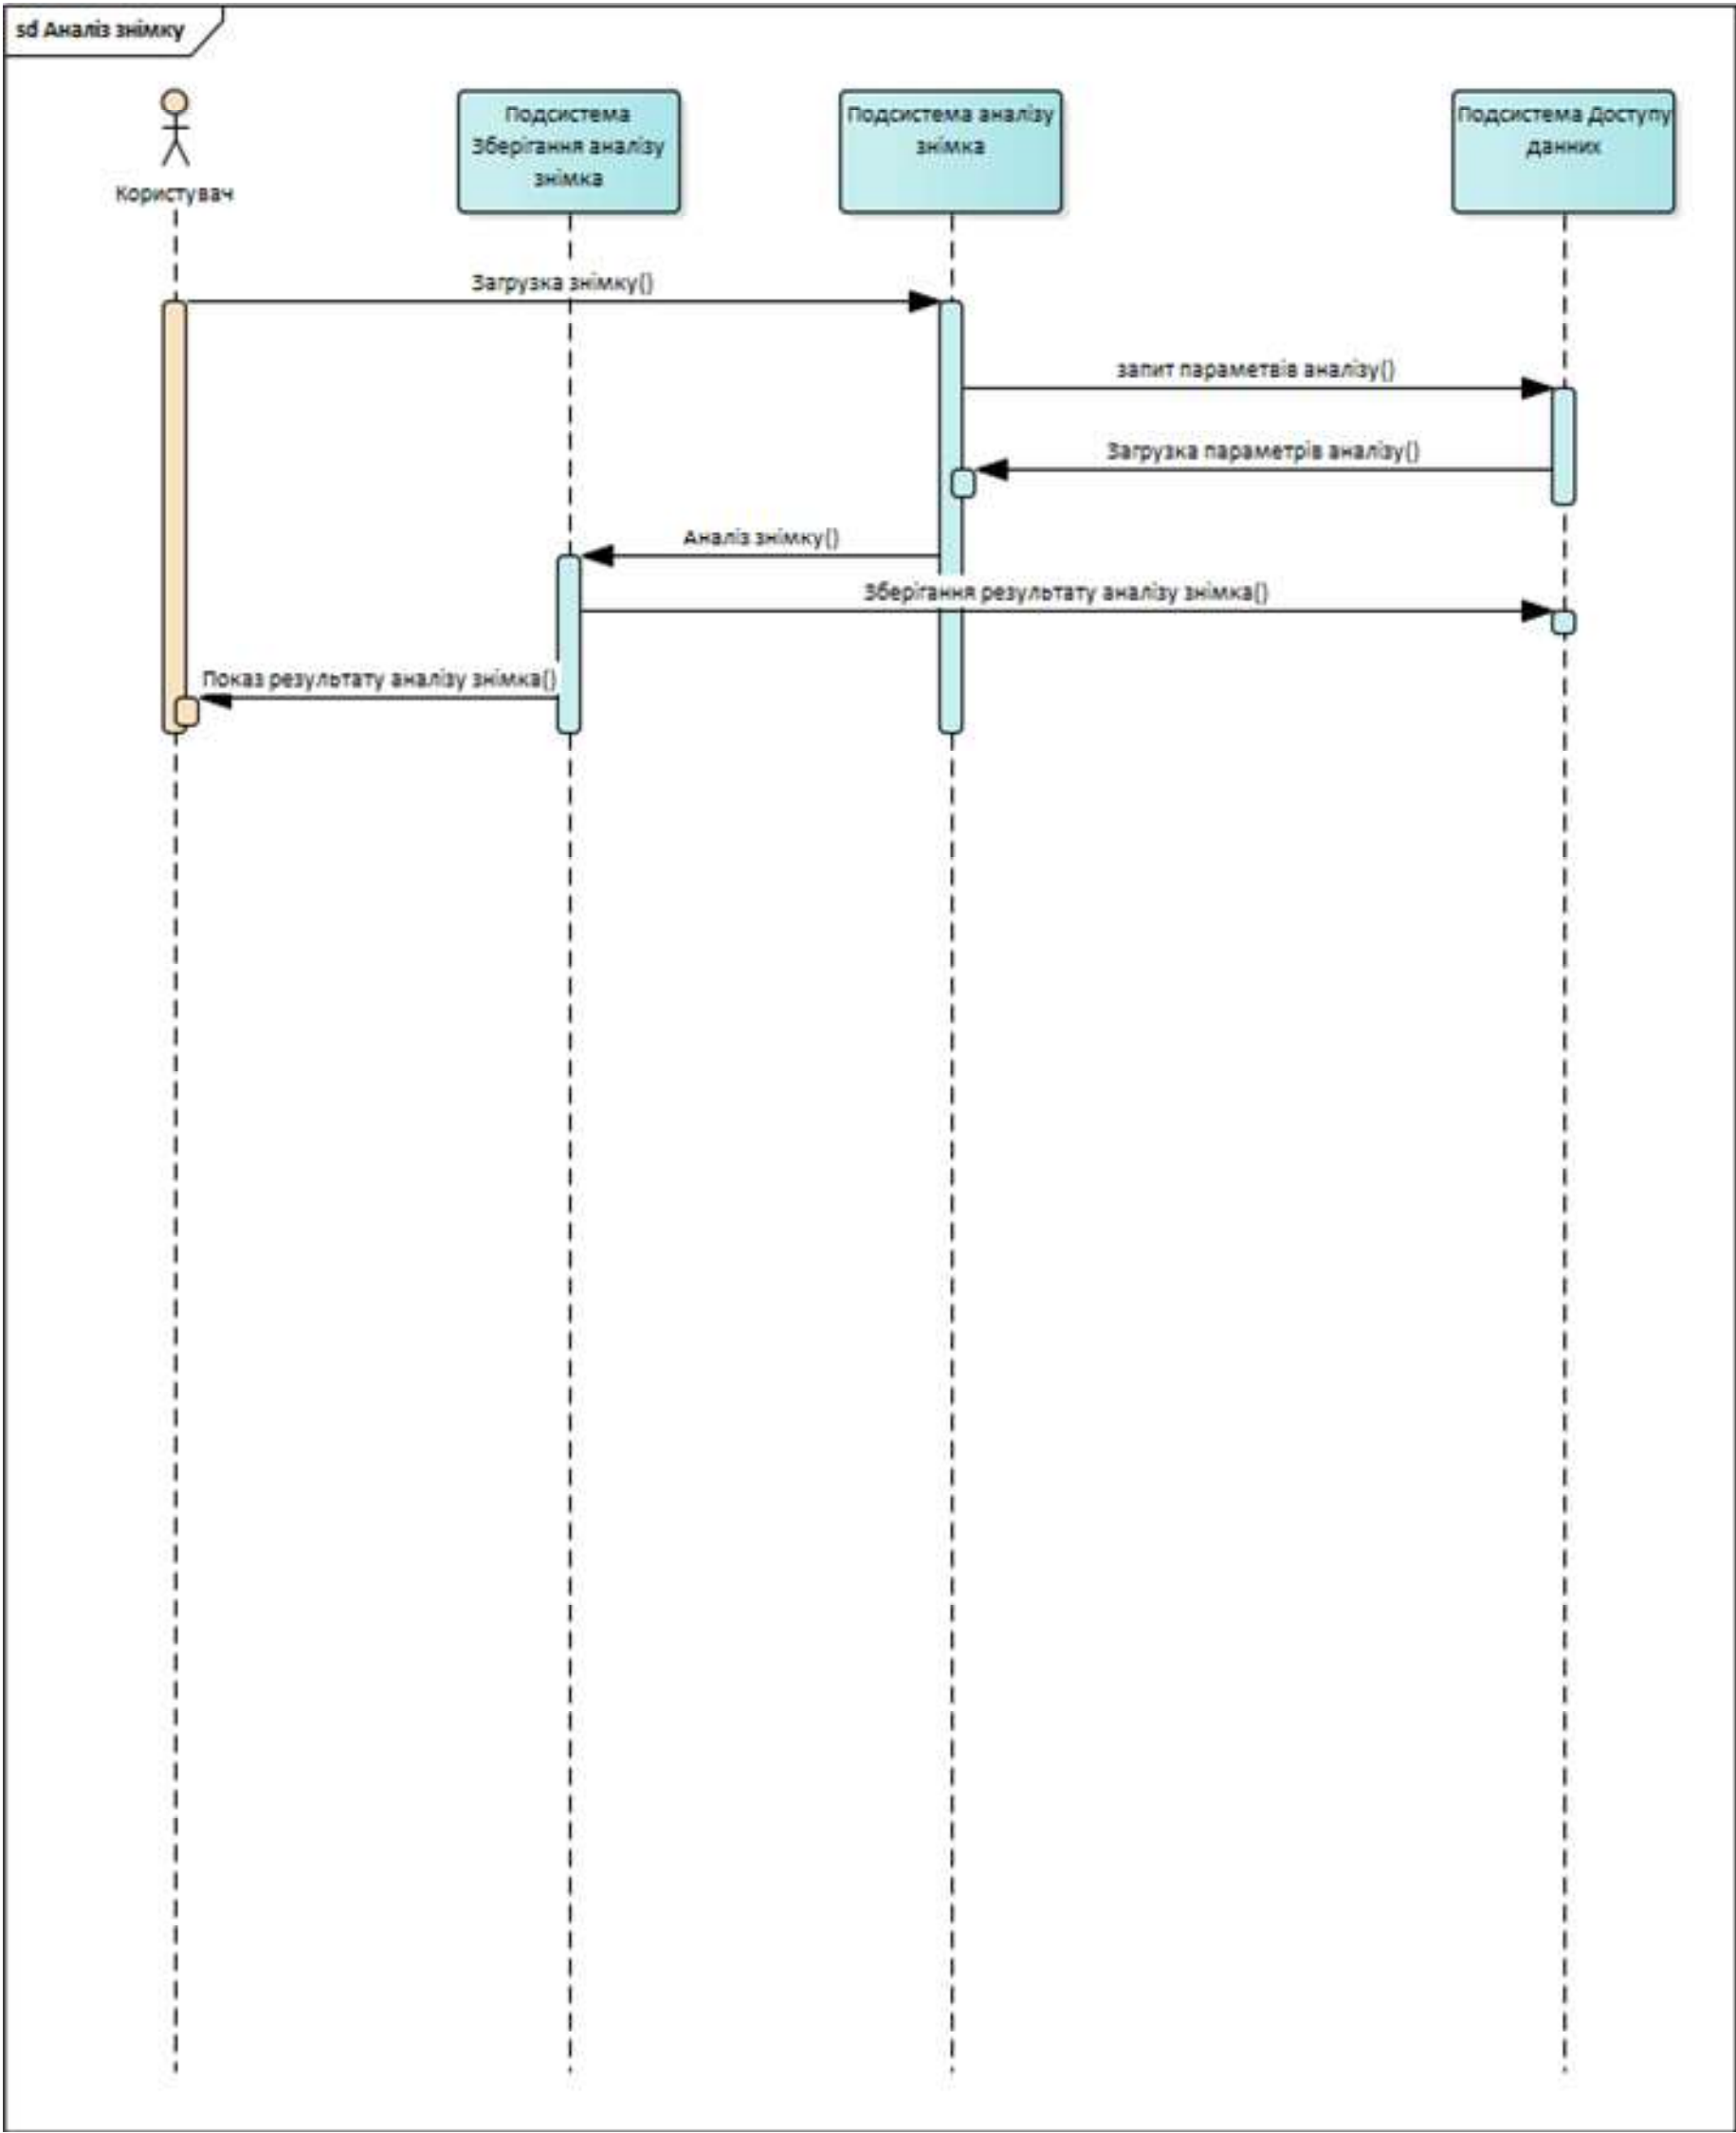 sd Аналіз знімку
Користувач
Подсистема
Зберігання аналізу
знімка
Подсистема аналізу
знімка
Подсистема Доступу
данних
Загрузка знімку()
запит параметвів аналізу()
Загрузка параметрів аналізу()
Аналіз знімку()
Зберігання результату аналізу знімка()
Показ результату аналізу знімка()